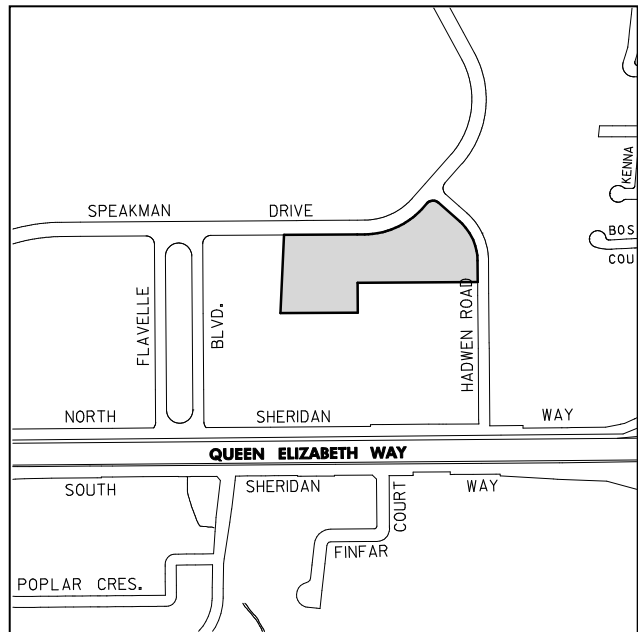 KENNA
SPEAKMAN DRIVE
BOS
COU
FLAVELLE
BLVD.
HADWEN ROAD
NORTH SHERIDAN WAY
QUEEN ELIZABETH WAY
SOUTH SHERIDAN WAY
COURT
FINFAR
POPLAR CRES.